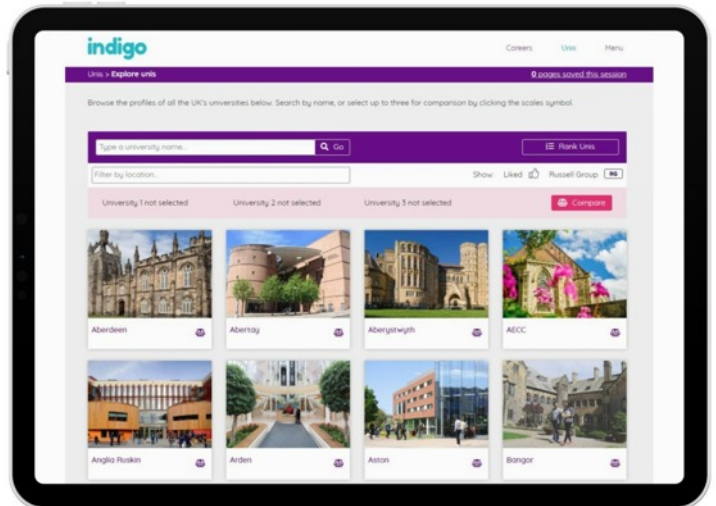 indigo
Careers Unis Menu
Unis > Explore unis 0 pages saved this session
Browse the profiles of all the UK's universities below. Search by name, or select up to three for comparison by clicking the scales symbol.
Type a university name... Go Rank Unis
Filter by location.. Show: Liked Russell Group RG
University 1 not selected University 2 not selected University 3 not selected Compare
Aberdeen Abertay Aberystwyth AECC
Anglia Ruskin Arden Aston Bangor